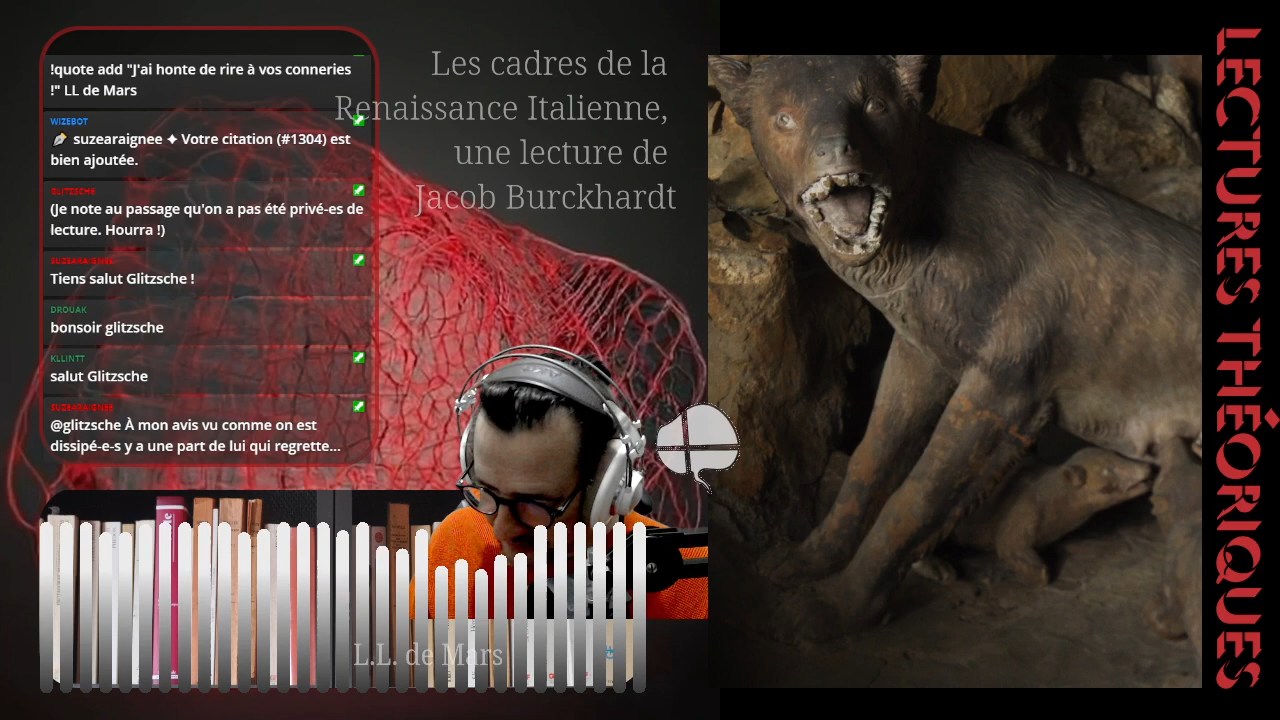 !quote add "J'ai honte de rire à vos conneries
!" LL de Mars
WIZEBOT
suzearaignee ✦ Votre citation (#1304) est
bien ajoutée.
GLITZSCHE
(Je note au passage qu'on a pas été privé-es de
lecture. Hourra !)
SUZEARAIGNEE
Tiens salut Glitzsche !
DROUAK
bonsoir glitzsche
KLLINTT
salut Glitzsche
SUZEARAIGNEE
@glitzsche À mon avis vu comme on est
dissipé-e-s y a une part de lui qui regrette...
Les cadres de la
Renaissance Italienne,
une lecture de
Jacob Burckhardt
L.L. de Mars
LECTURES THÉORIQUES